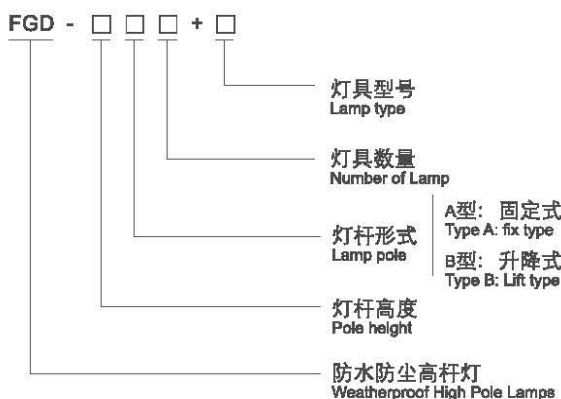 FGD - □ □ □ + □
灯具型号
Lamp type
灯具数量
Number of Lamp
A型: 固定式
Type A: fix type
灯杆形式
Lamp pole
B型: 升降式
Type B: Lift type
灯杆高度
Pole height
防水防尘高杆灯
Weatherproof High Pole Lamps